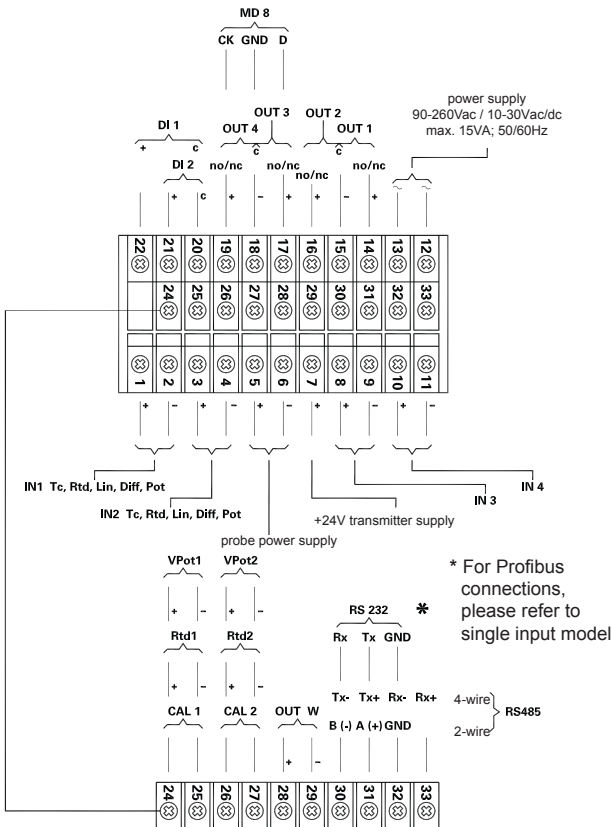 MD 8
CK GND D
power supply
90-260Vac / 10-30Vac/dc
max. 15VA; 50/60Hz
OUT 3 OUT 2
DI 1 OUT 4 OUT 1
+ c c c
DI 2 no/nc no/nc no/nc no/nc
+ c + − + + − + ~ ~
22 21 20 19 18 17 16 15 14 13 12
24 25 26 27 28 29 30 31 32 33
1 2 3 4 5 6 7 8 9 10 11
+ − + − + − + + − + −
IN1 Tc, Rtd, Lin, Diff, Pot
IN 4
IN 3
IN2 Tc, Rtd, Lin, Diff, Pot
+24V transmitter supply
probe power supply
VPot1 VPot2
* For Profibus
connections,
please refer to
single input model
+ − + −
RS 232 *
Rtd1 Rtd2
Rx Tx GND
+ − + −
Tx- Tx+ Rx- Rx+ 4-wire
RS485
CAL 1 CAL 2 OUT W
B (-) A (+) GND 2-wire
+ −
24 25 26 27 28 29 30 31 32 33